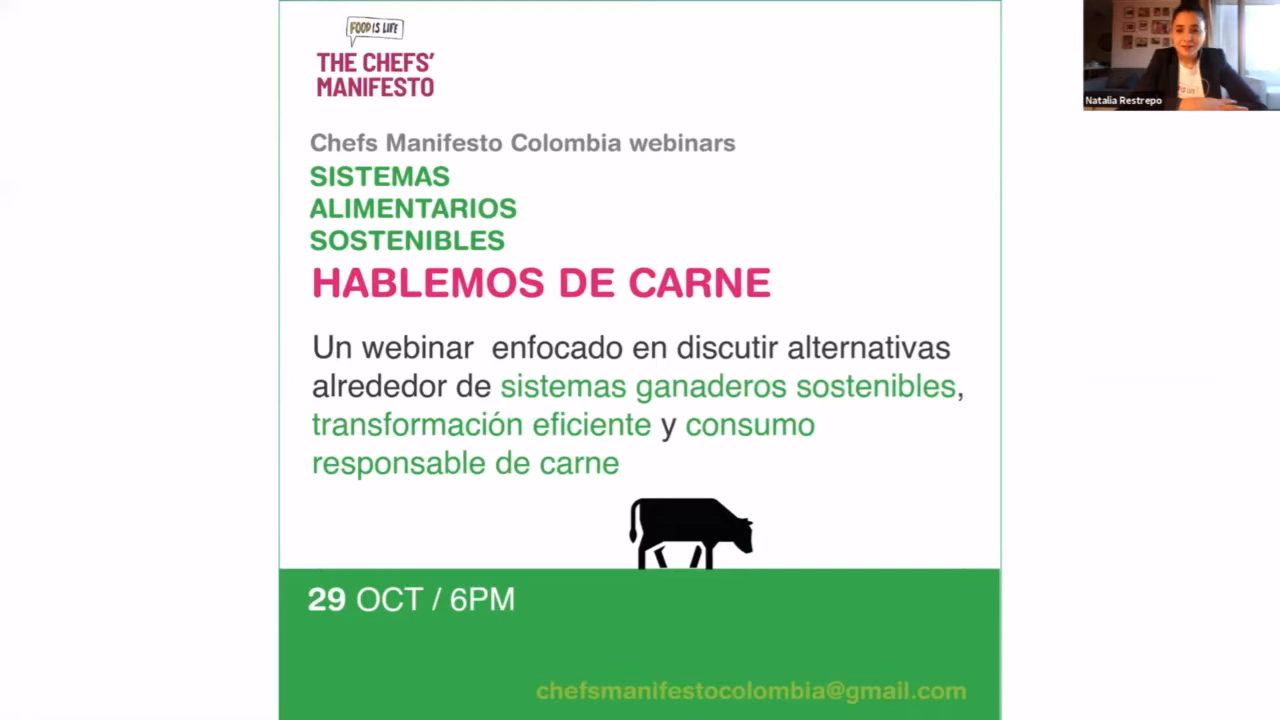 FOOD IS LIFE
THE CHEFS'
MANIFESTO
Natalia Restrepo
Chefs Manifesto Colombia webinars
SISTEMAS
ALIMENTARIOS
SOSTENIBLES
HABLEMOS DE CARNE
Un webinar enfocado en discutir alternativas
alrededor de sistemas ganaderos sostenibles,
transformación eficiente y consumo
responsable de carne
29 OCT / 6PM
chefsmanifestocolombia@gmail.com